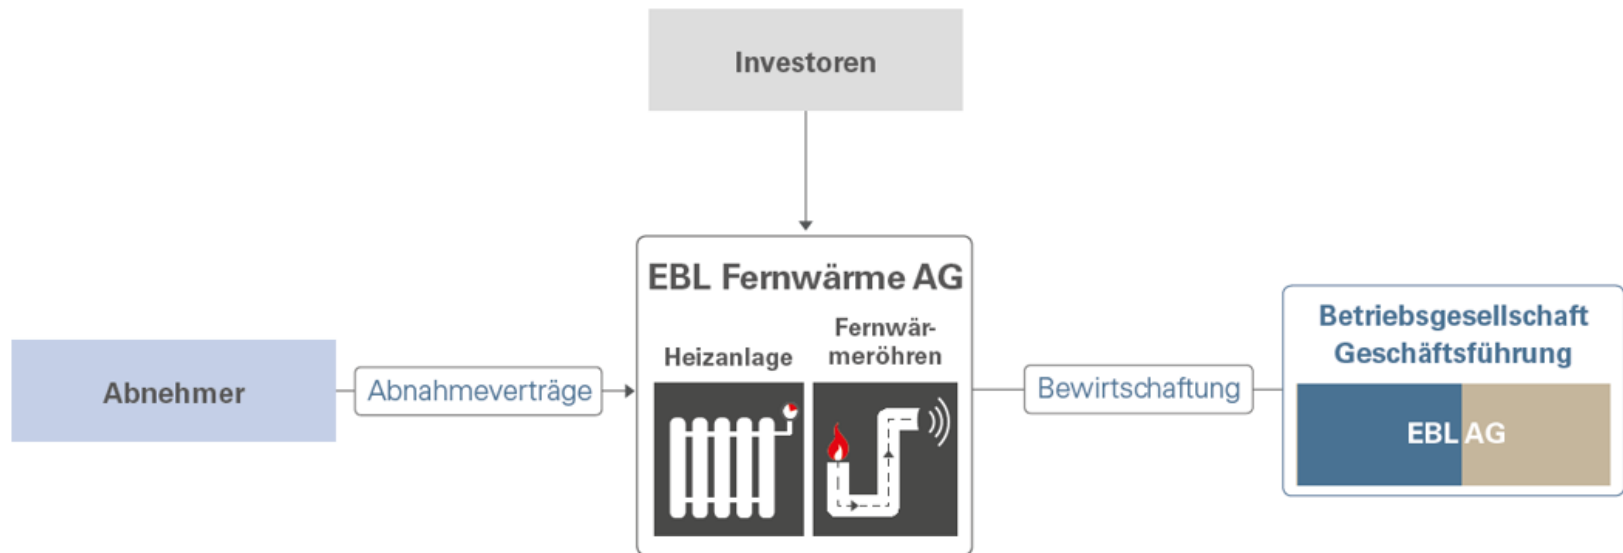 Investoren
EBL Fernwärme AG
Heizanlage
Fernwär-
meröhren
Abnehmer
Abnahmeverträge
Bewirtschaftung
Betriebsgesellschaft
Geschäftsführung
EBL AG